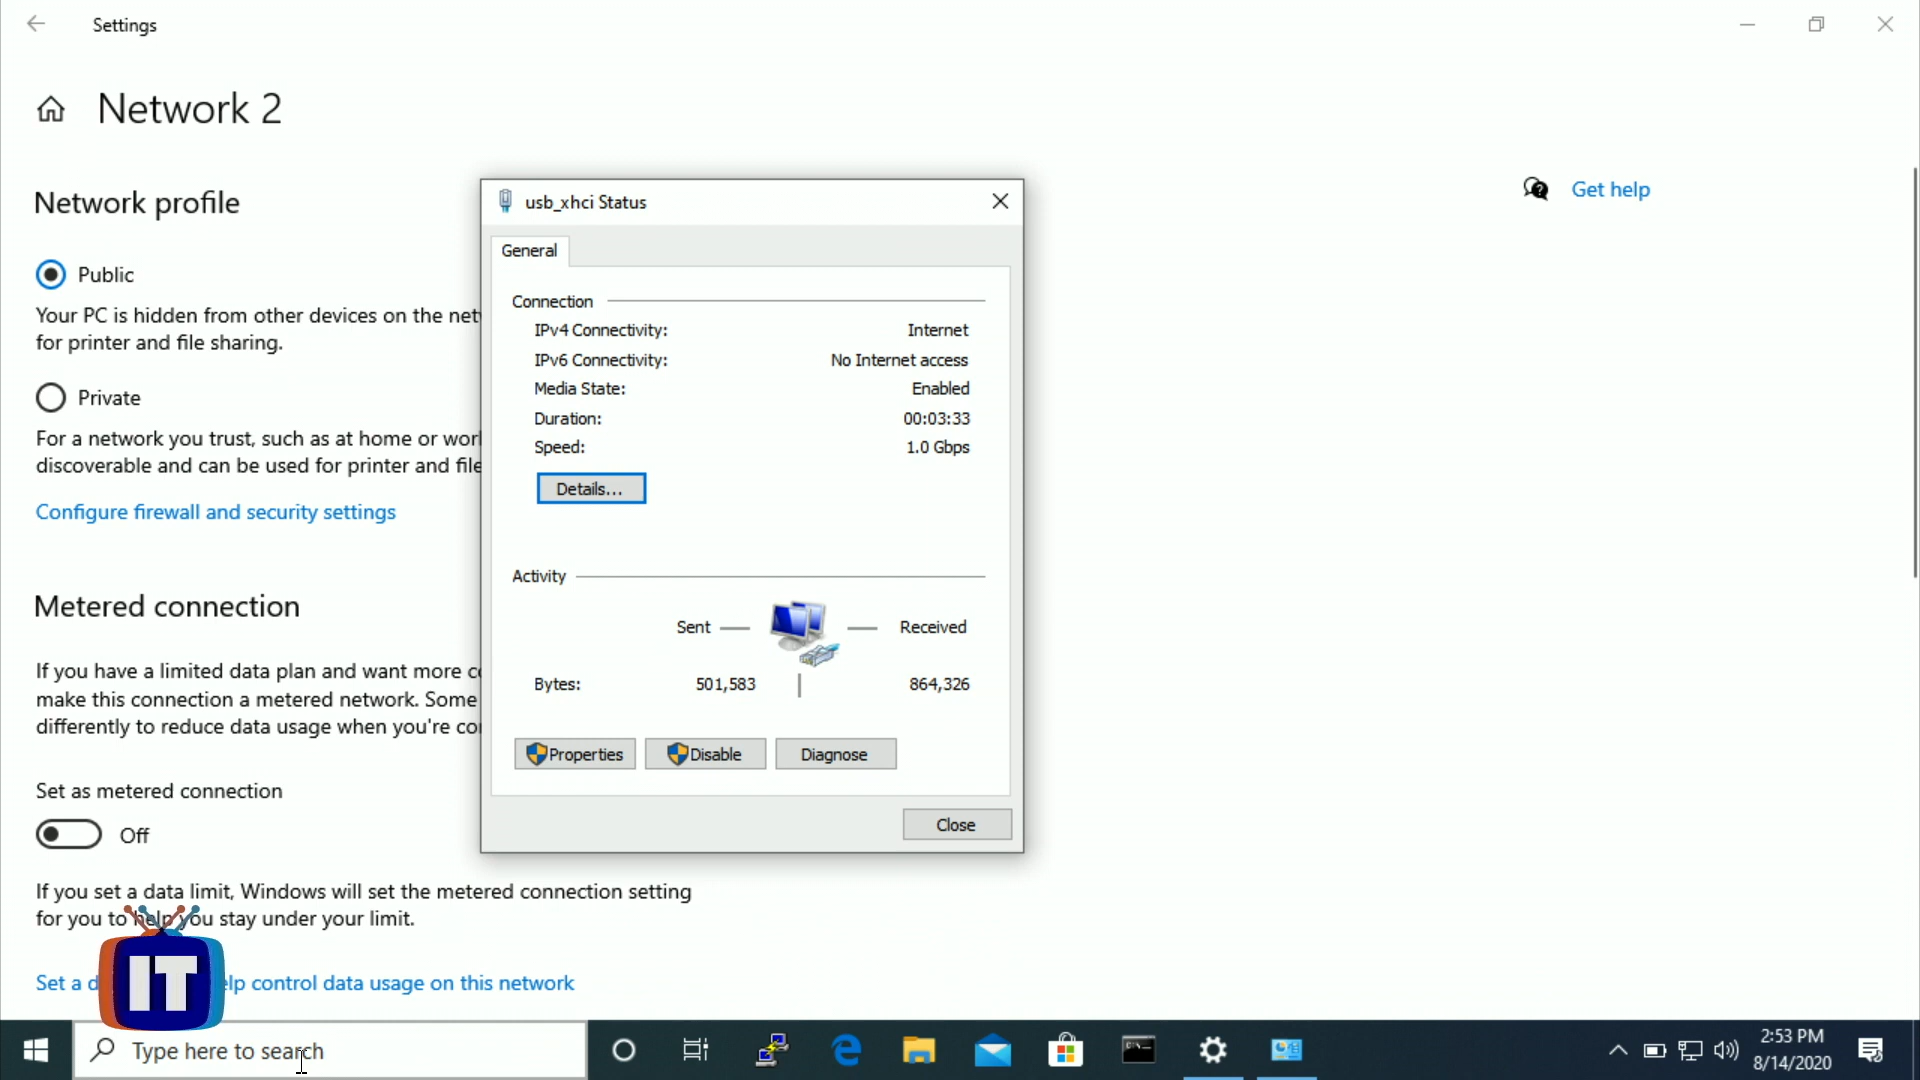 Settings
Network 2
Get help
Network profile
Public
Your PC is hidden from other devices on the net
for printer and file sharing.
Private
For a network you trust, such as at home or worl
discoverable and can be used for printer and file
Configure firewall and security settings
Metered connection
If you have a limited data plan and want more c
make this connection a metered network. Some
differently to reduce data usage when you're co
Set as metered connection
Off
If you set a data limit, Windows will set the metered connection setting
for you to help you stay under your limit.
Set a d elp control data usage on this network
usb_xhci Status
General
Connection
IPv4 Connectivity: Internet
IPv6 Connectivity: No Internet access
Media State: Enabled
Duration: 00:03:33
Speed: 1.0 Gbps
Details...
Activity
Sent Received
Bytes: 501,583 864,326
Properties Disable Diagnose
Close
IT
Type here to search
2:53 PM
8/14/2020